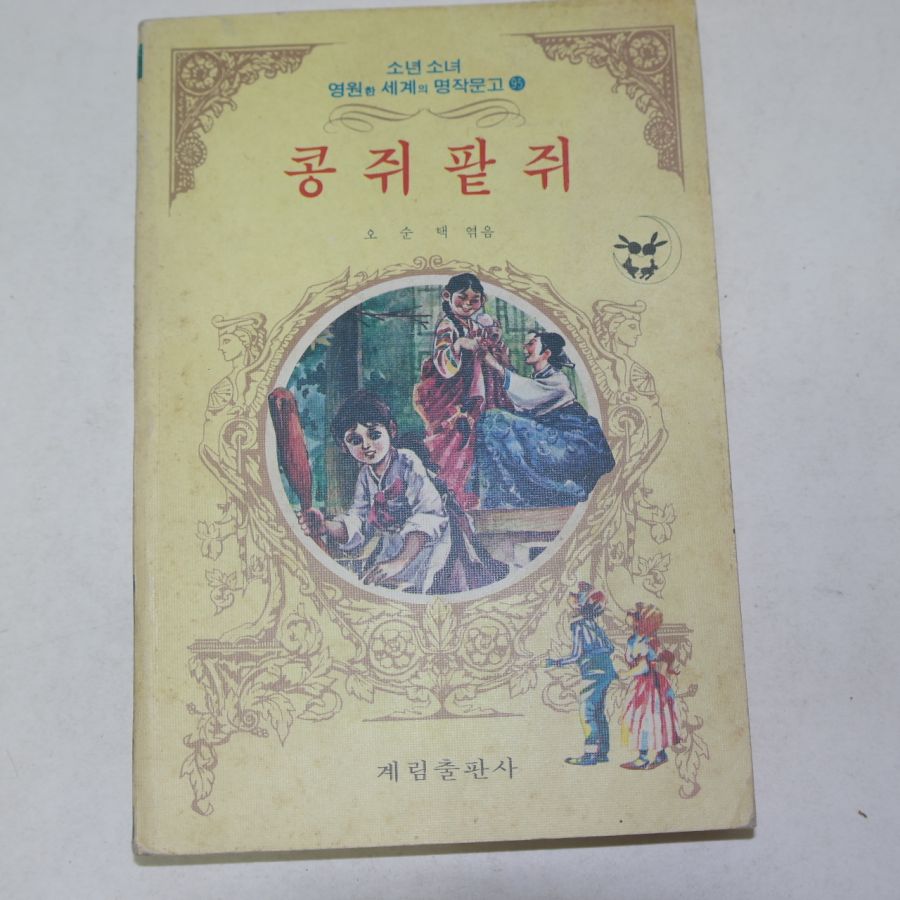 소년 소녀
영원한 세계의 명작문고 95
콩쥐팥쥐
오순택 엮음
계림출판사